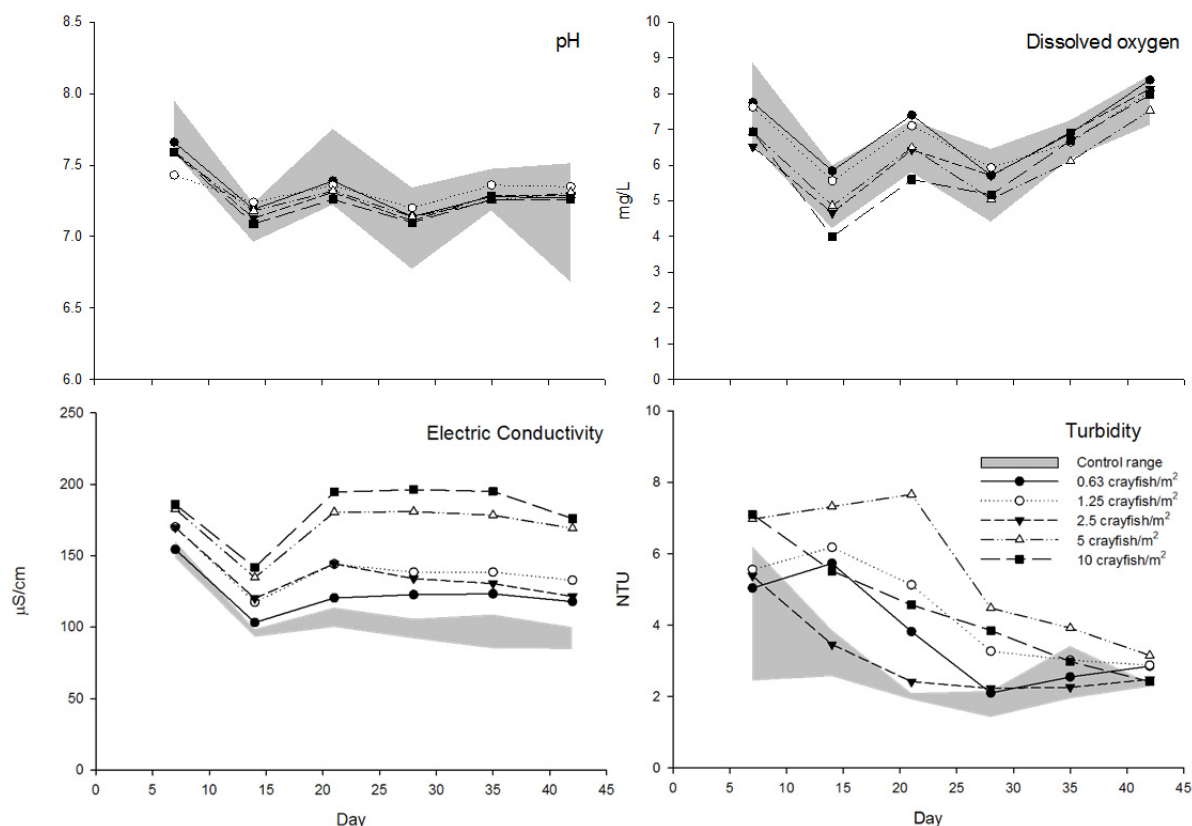 pH
8.5
8.0
7.5
7.0
6.5
6.0
Dissolved oxygen
mg/L
10
9
8
7
6
5
4
3
2
1
0
Electric Conductivity
µS/cm
250
200
150
100
50
0
0 5 10 15 20 25 30 35 40 45
Day
Turbidity
NTU
10
8
6
4
2
0
Control range
0.63 crayfish/m²
1.25 crayfish/m²
2.5 crayfish/m²
5 crayfish/m²
10 crayfish/m²
0 5 10 15 20 25 30 35 40 45
Day